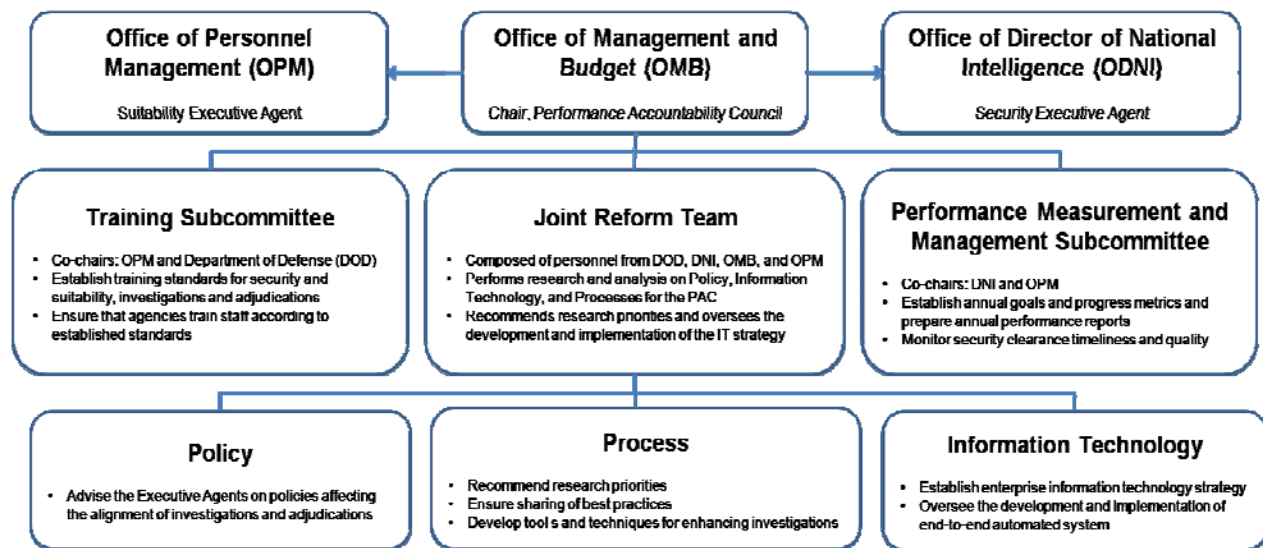 Office of Personnel
Management (OPM)
Suitability Executive Agent
Office of Management and
Budget (OMB)
Chair, Performance Accountability Council
Office of Director of National
Intelligence (ODNI)
Security Executive Agent
Training Subcommittee
• Co-chairs: OPM and Department of Defense (DOD)
• Establish training standards for security and
suitability, investigations and adjudications
• Ensure that agencies train staff according to
established standards
Joint Reform Team
• Composed of personnel from DOD, DNI, OMB, and OPM
• Performs research and analysis on Policy, Information
Technology, and Processes for the PAC
• Recommends research priorities and oversees the
development and implementation of the IT strategy
Performance Measurement and
Management Subcommittee
• Co-chairs: DNI and OPM
• Establish annual goals and progress metrics and
prepare annual performance reports
• Monitor security clearance timeliness and quality
Policy
• Advise the Executive Agents on policies affecting
the alignment of investigations and adjudications
Process
• Recommend research priorities
• Ensure sharing of best practices
• Develop tools and techniques for enhancing investigations
Information Technology
• Establish enterprise information technology strategy
• Oversee the development and implementation of
end-to-end automated system